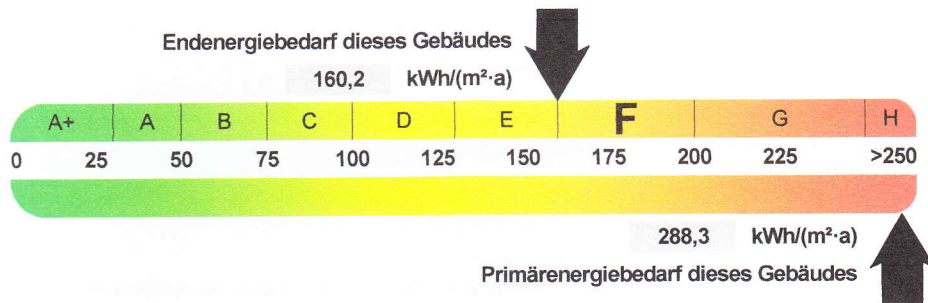 Endenergiebedarf dieses Gebäudes
160,2 kWh/(m²·a)
A+ A B C D E F G H
0 25 50 75 100 125 150 175 200 225 >250
288,3 kWh/(m²·a)
Primärenergiebedarf dieses Gebäudes